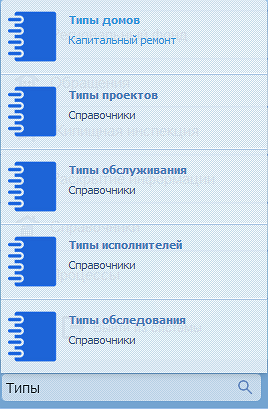 Типы домов
Капитальный ремонт
Типы проектов
Справочники
Типы обслуживания
Справочники
Типы исполнителей
Справочники
Типы обследования
Справочники
Типы